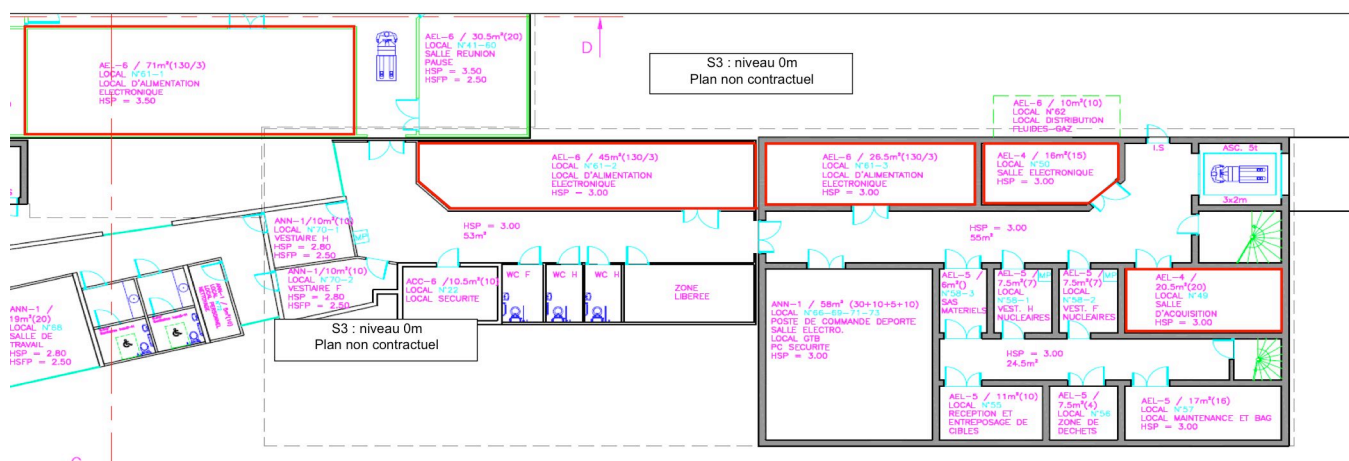 AEL-6 / 71m²(130/3)
LOCAL N°61-1
LOCAL D'ALIMENTATION
ELECTRONIQUE
HSP = 3.50
AEL-6 / 30.5m²(20)
LOCAL N°41-60
SALLE REUNION
PAUSE
HSP = 3.50
HSFP = 2.50
D
S3 : niveau 0m
Plan non contractuel
AEL-6 / 10m²(10)
LOCAL N°62
LOCAL DISTRIBUTION
FLUIDES-GAZ
AEL-6 / 45m²(130/3)
LOCAL N°61-2
LOCAL D'ALIMENTATION
ELECTRONIQUE
HSP = 3.00
AEL-6 / 26.5m²(130/3)
LOCAL N°61-3
LOCAL D'ALIMENTATION
ELECTRONIQUE
HSP = 3.00
AEL-4 / 16m²(15)
LOCAL N°50
SALLE ELECTRONIQUE
HSP = 3.00
I.S
ASC. 5t
3x2m
ANN-1/10m²(10)
LOCAL N°70-1
VESTIAIRE H
HSP = 2.80
HSFP = 2.50
MP
HSP = 3.00
53m²
HSP = 3.00
55m²
ANN-1/10m²(10)
LOCAL N°70-2
VESTIAIRE F
HSP = 2.80
HSFP = 2.50
ACC-6 /10.5m²(10)
LOCAL N°22
LOCAL SECURITE
WC F
WC H
WC H
ZONE
LIBEREE
ANN-1 / 58m² (30+10+5+10)
LOCAL N°66-69-71-73
POSTE DE COMMANDE DEPORTE
SALLE ELECTRO.
LOCAL GTB
PC SECURITE
HSP = 3.00
AEL-5 /
6m²()
N°58-3
SAS
MATERIELS
AEL-5 /
7.5m²(7)
LOCAL
N°58-1
VEST. H
NUCLEAIRES
MP
AEL-5 /
7.5m²(7)
LOCAL
N°58-2
VEST. F
NUCLEAIRES
MP
AEL-4 /
20.5m²(20)
LOCAL N°49
SALLE
D'ACQUISITION
HSP = 3.00
ANN-1 /
19m²(20)
LOCAL N°68
SALLE DE
TRAVAIL
HSP = 2.80
HSFP = 2.50
S3 : niveau 0m
Plan non contractuel
HSP = 3.00
24.5m²
AEL-5 / 11m²(10)
LOCAL N°55
RECEPTION ET
ENTREPOSAGE DE
CIBLES
AEL-5 /
7.5m²(4)
LOCAL N°56
ZONE DE
DECHETS
AEL-5 / 17m²(16)
LOCAL N°57
LOCAL MAINTENANCE ET BAG
HSP = 3.00